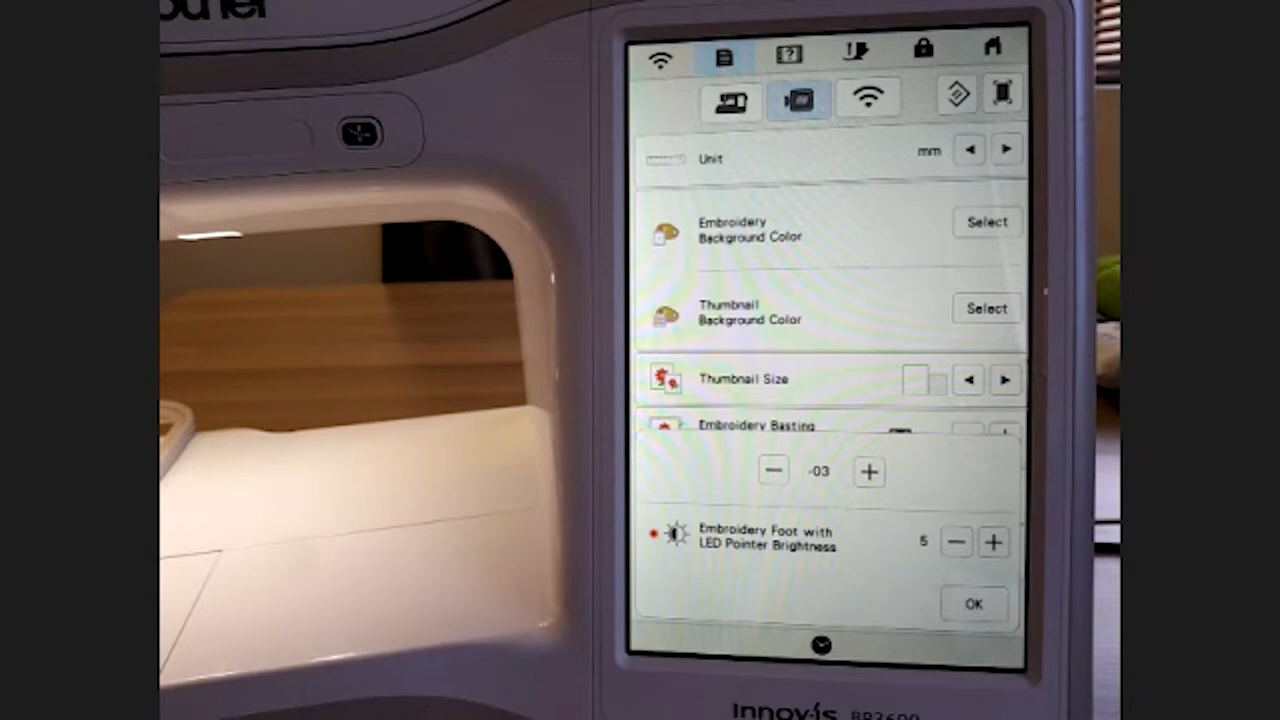 Unit
mm
Embroidery
Background Color
Select
Thumbnail
Background Color
Select
Thumbnail Size
Embroidery Basting
-03
Embroidery Foot with
LED Pointer Brightness
5
OK
Innov-ís